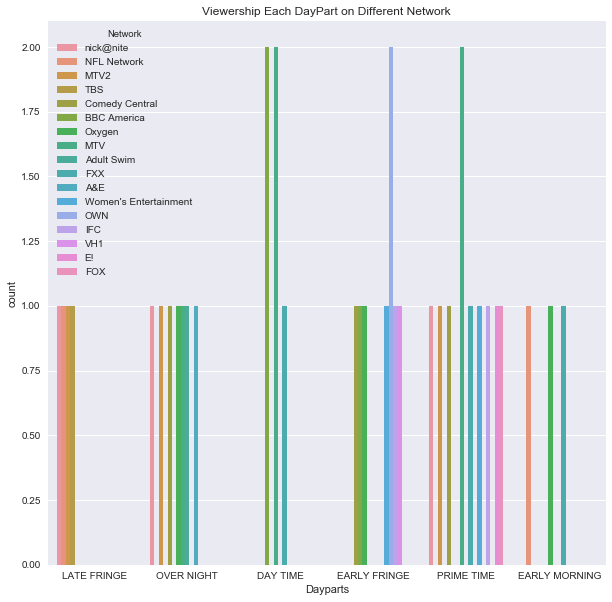 Viewership Each DayPart on Different Network
Network
nick@nite
NFL Network
MTV2
TBS
Comedy Central
BBC America
Oxygen
MTV
Adult Swim
FXX
A&E
Women's Entertainment
OWN
IFC
VH1
E!
FOX
2.00
1.75
1.50
1.25
1.00
0.75
0.50
0.25
0.00
count
LATE FRINGE OVER NIGHT DAY TIME EARLY FRINGE PRIME TIME EARLY MORNING
Dayparts